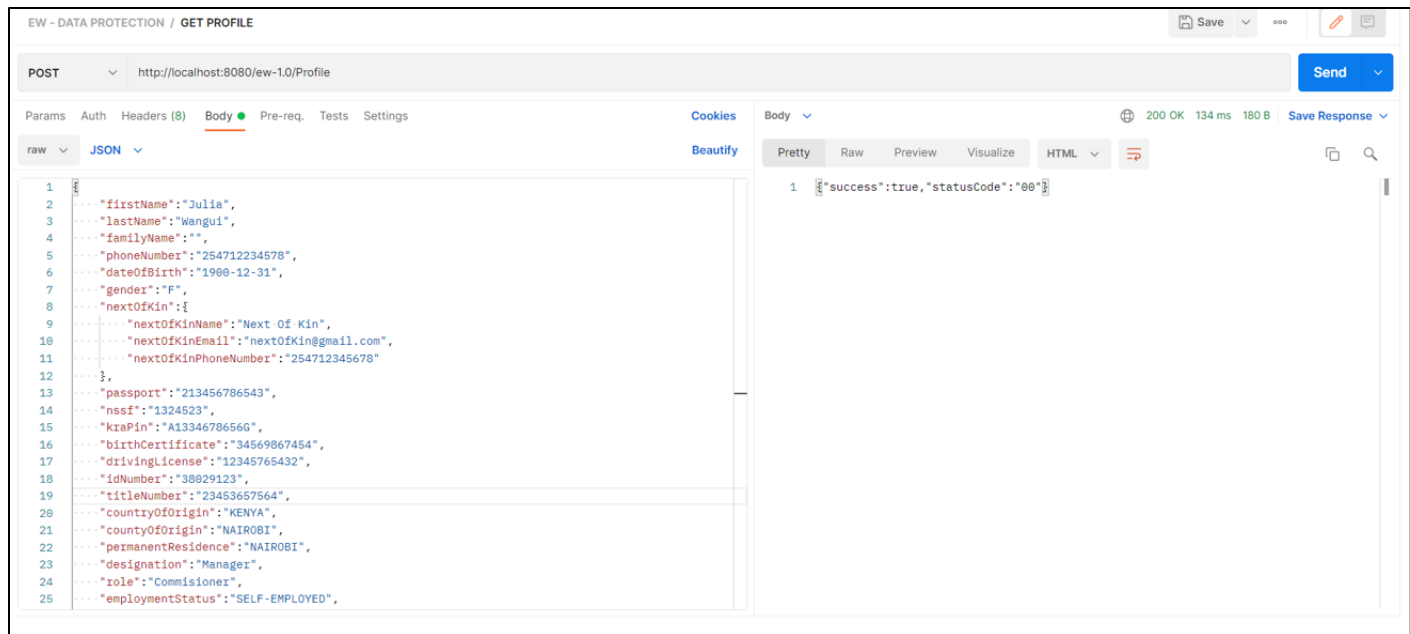 EW - DATA PROTECTION / GET PROFILE
Save
POST
http://localhost:8080/ew-1.0/Profile
Send
Params Auth Headers (8) Body Pre-req. Tests Settings Cookies
raw JSON Beautify
1 {
2 "firstName":"Julia",
3 "lastName":"Wangui",
4 "familyName":"",
5 "phoneNumber":"254712234578",
6 "dateOfBirth":"1900-12-31",
7 "gender":"F",
8 "nextOfKin":{
9 "nextOfKinName":"Next Of Kin",
10 "nextOfKinEmail":"nextOfKin@gmail.com",
11 "nextOfKinPhoneNumber":"254712345678"
12 },
13 "passport":"213456786543",
14 "nssf":"1324523",
15 "kraPin":"A1334678656G",
16 "birthCertificate":"34569867454",
17 "drivingLicense":"12345765432",
18 "idNumber":"38029123",
19 "titleNumber":"23453657564",
20 "countryOfOrigin":"KENYA",
21 "countyOfOrigin":"NAIROBI",
22 "permanentResidence":"NAIROBI",
23 "designation":"Manager",
24 "role":"Commisioner",
25 "employmentStatus":"SELF-EMPLOYED",
Body 200 OK 134 ms 180 B Save Response
Pretty Raw Preview Visualize HTML
1 {"success":true,"statusCode":"00"}